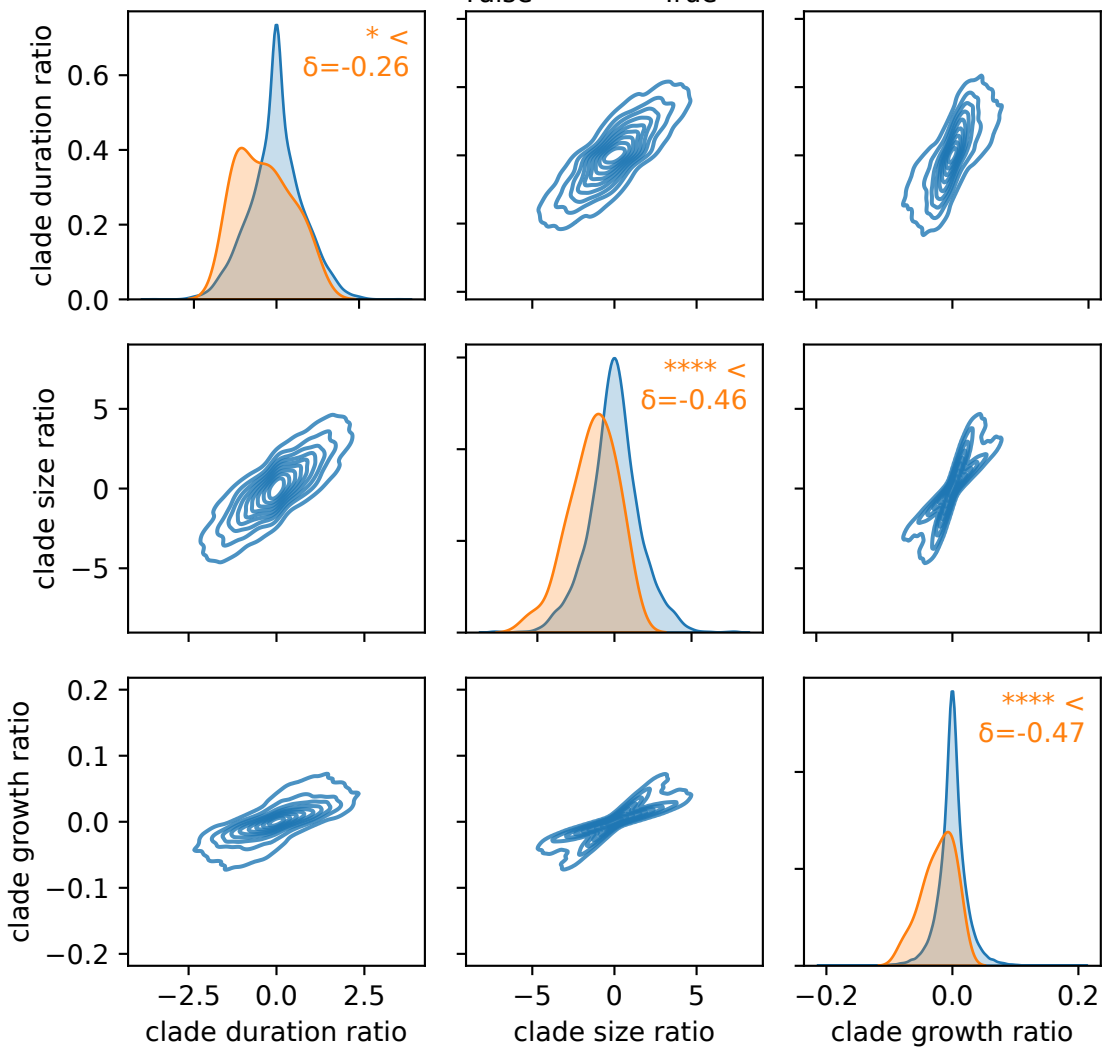 clade duration ratio
0.6
0.4
0.2
0.0
* <
δ=-0.26
clade size ratio
5
0
−5
**** <
δ=-0.46
clade growth ratio
0.2
0.1
0.0
−0.1
−0.2
**** <
δ=-0.47
−2.5 0.0 2.5
−5 0 5
−0.2 0.0 0.2
clade duration ratio
clade size ratio
clade growth ratio